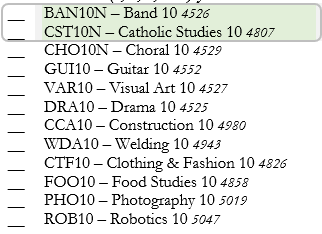 __ BAN10N – Band 10 4526
__ CST10N – Catholic Studies 10 4807
__ CHO10N – Choral 10 4529
__ GUI10 – Guitar 10 4552
__ VAR10 – Visual Art 10 4527
__ DRA10 – Drama 10 4525
__ CCA10 – Construction 10 4980
__ WDA10 – Welding 10 4943
__ CTF10 – Clothing & Fashion 10 4826
__ FOO10 – Food Studies 10 4858
__ PHO10 – Photography 10 5019
__ ROB10 – Robotics 10 5047